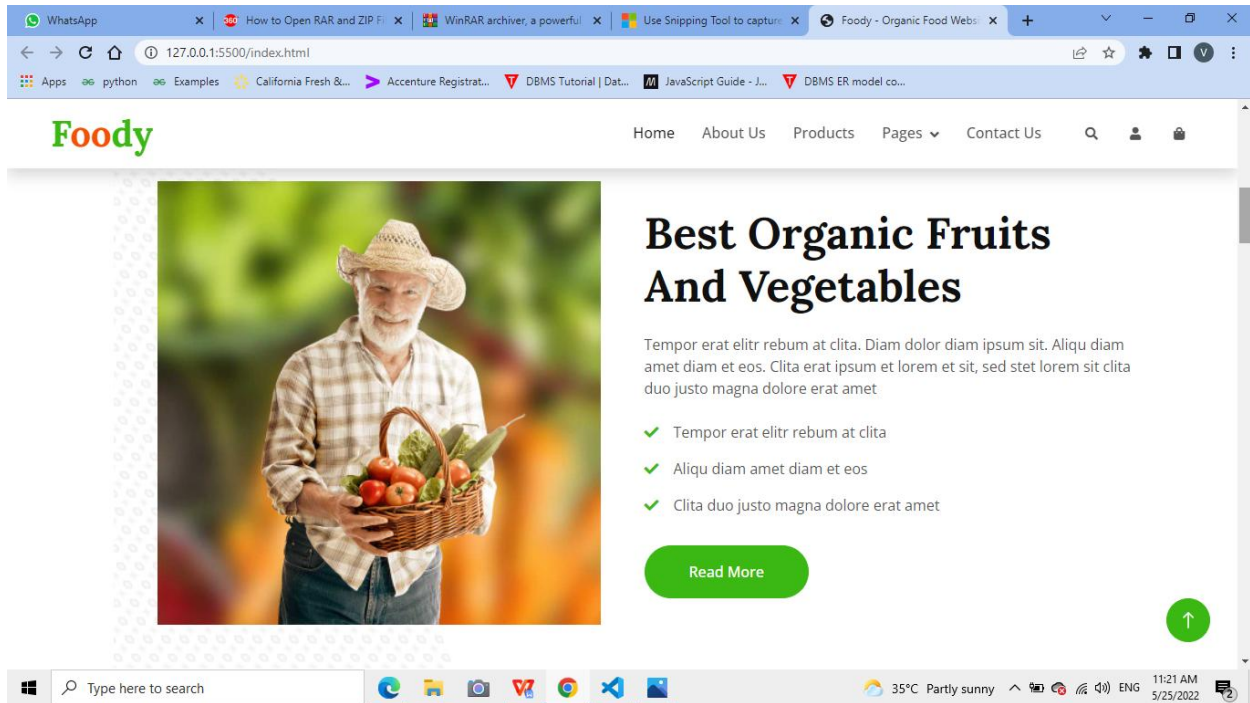 WhatsApp
How to Open RAR and ZIP Fi
WinRAR archiver, a powerful
Use Snipping Tool to capture
Foody - Organic Food Websi
127.0.0.1:5500/index.html
V
Apps
python
Examples
California Fresh &...
Accenture Registrat...
DBMS Tutorial | Dat...
JavaScript Guide - J...
DBMS ER model co...
Foody
Home
About Us
Products
Pages
Contact Us
Best Organic Fruits
And Vegetables
Tempor erat elitr rebum at clita. Diam dolor diam ipsum sit. Aliqu diam
amet diam et eos. Clita erat ipsum et lorem et sit, sed stet lorem sit clita
duo justo magna dolore erat amet
Tempor erat elitr rebum at clita
Aliqu diam amet diam et eos
Clita duo justo magna dolore erat amet
Read More
Type here to search
35°C Partly sunny
ENG
11:21 AM
5/25/2022
2